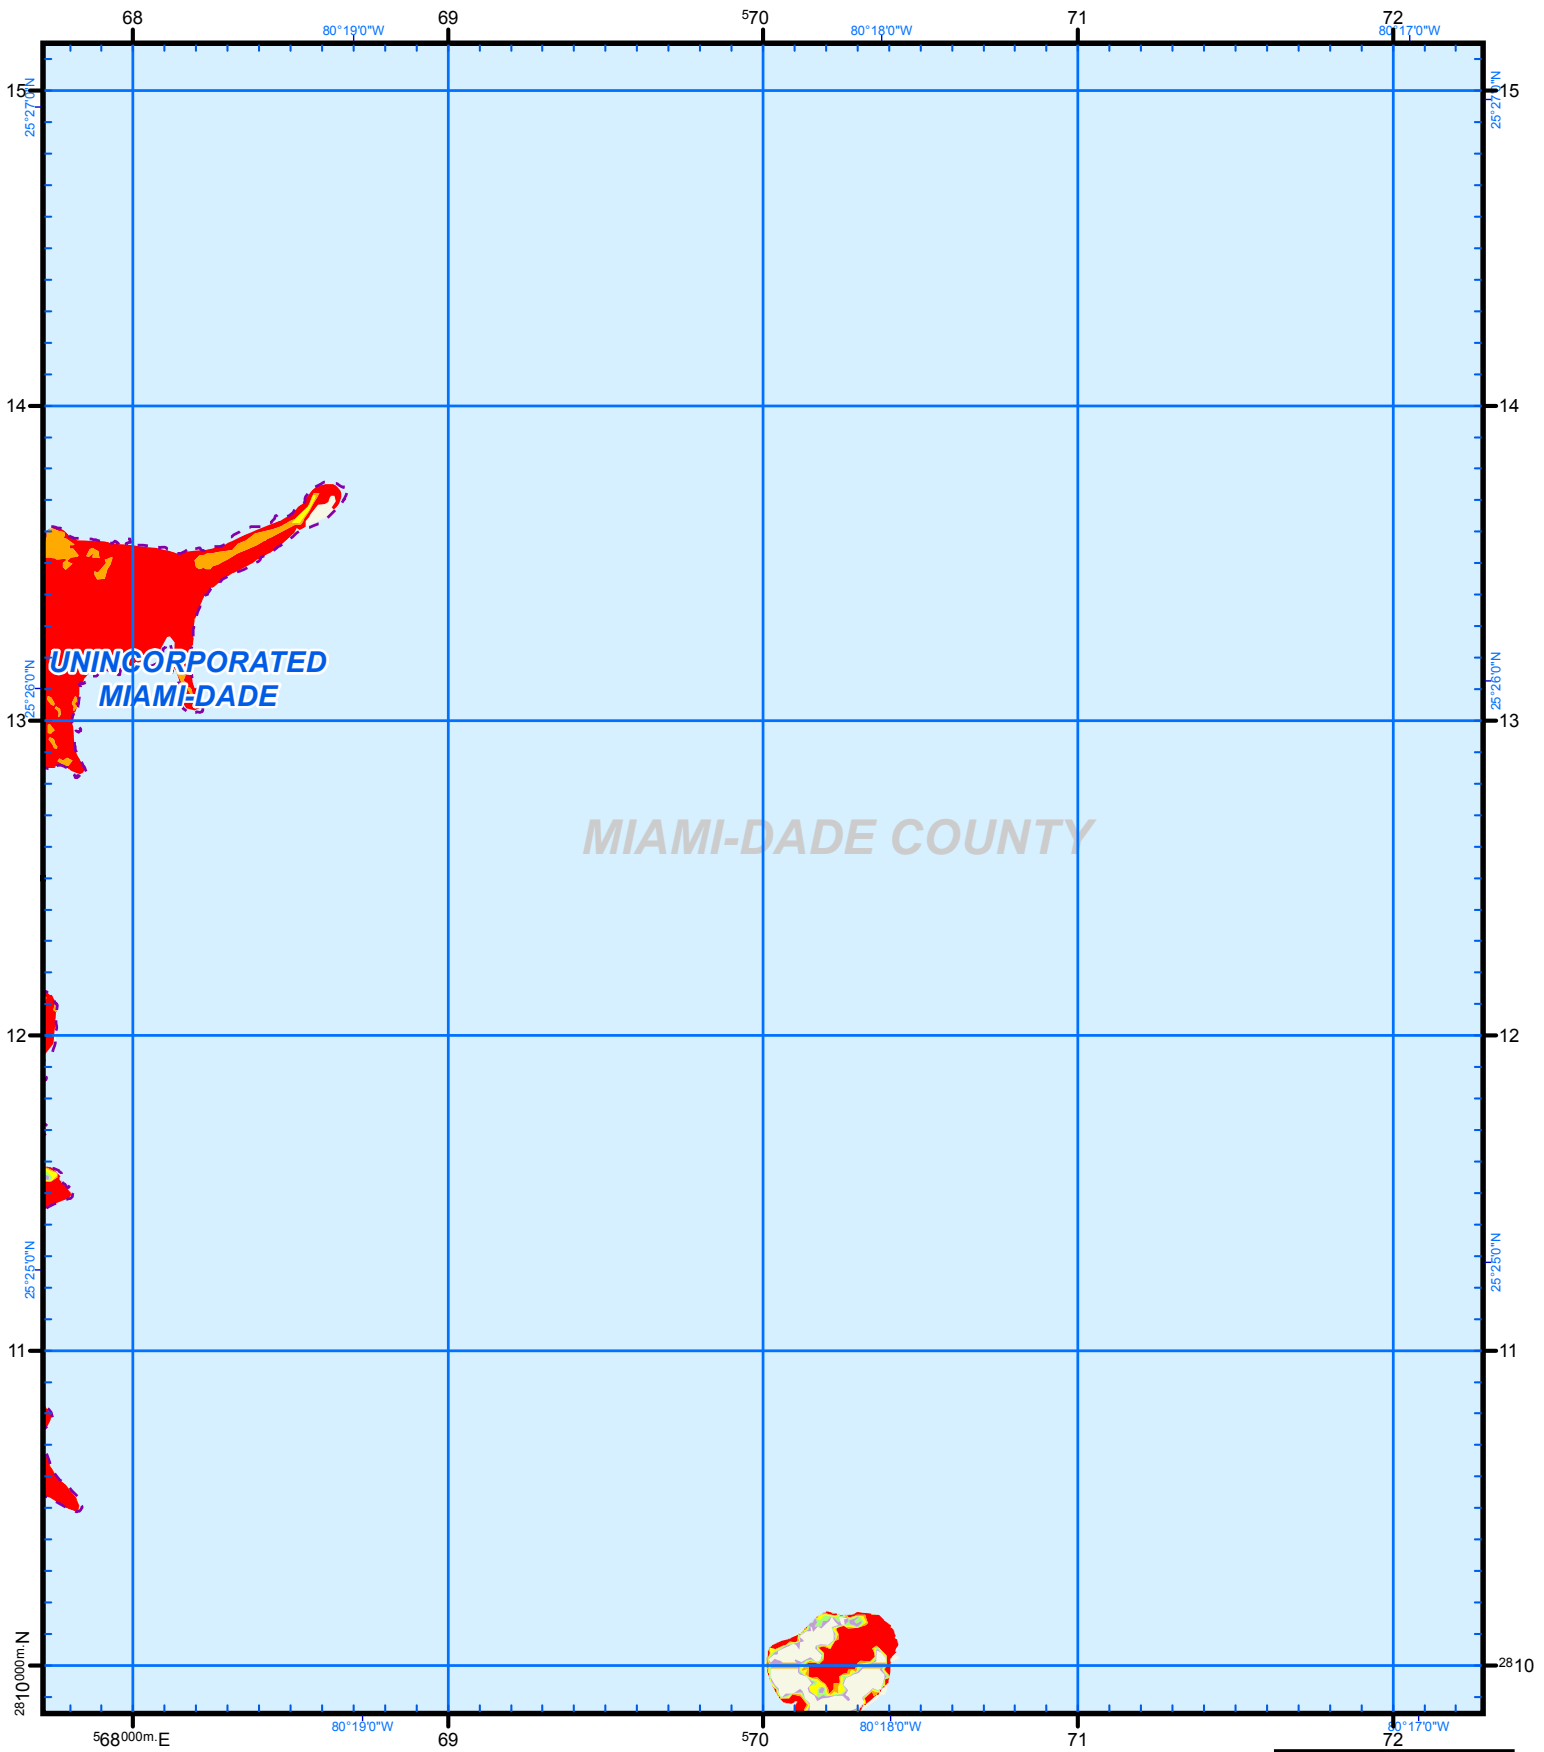 68 69 570 71 72
80°19'0"W 80°18'0"W 80°17'0"W
15 15
25°27'0"N 25°27'0"N
14 14
UNINCORPORATED
MIAMI-DADE
25°26'0"N 25°26'0"N
13 13
MIAMI-DADE COUNTY
12 12
25°25'0"N 25°25'0"N
11 11
2810000m.N 2810
80°19'0"W 80°18'0"W 80°17'0"W
568000m.E 69 570 71 72